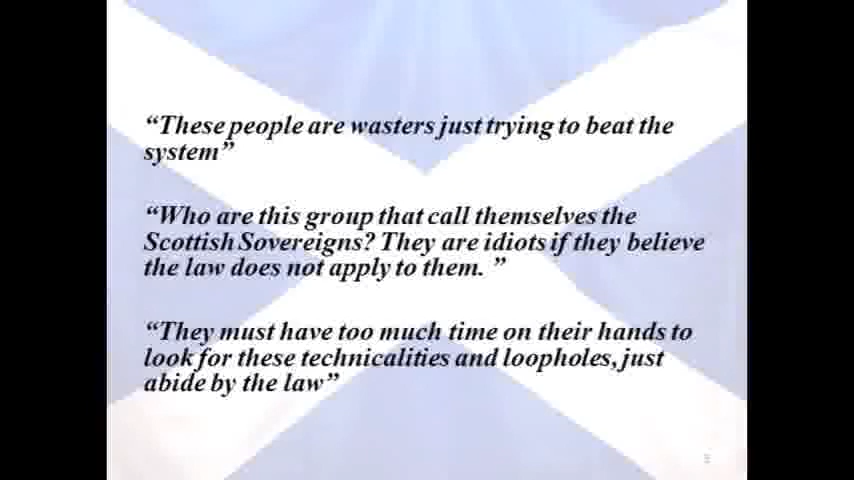 “These people are wasters just trying to beat the
system”
“Who are this group that call themselves the
Scottish Sovereigns? They are idiots if they believe
the law does not apply to them. ”
“They must have too much time on their hands to
look for these technicalities and loopholes, just
abide by the law”